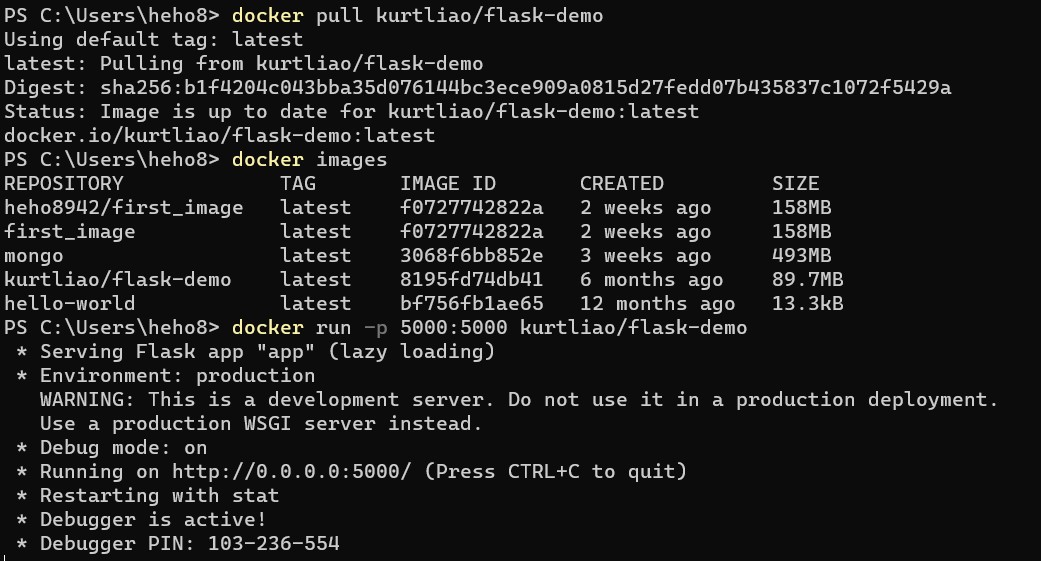 PS C:\Users\heho8> docker pull kurtliao/flask-demo
Using default tag: latest
latest: Pulling from kurtliao/flask-demo
Digest: sha256:b1f4204c043bba35d076144bc3ece909a0815d27fedd07b435837c1072f5429a
Status: Image is up to date for kurtliao/flask-demo:latest
docker.io/kurtliao/flask-demo:latest
PS C:\Users\heho8> docker images
REPOSITORY             TAG       IMAGE ID       CREATED         SIZE
heho8942/first_image   latest    f0727742822a   2 weeks ago     158MB
first_image            latest    f0727742822a   2 weeks ago     158MB
mongo                  latest    3068f6bb852e   3 weeks ago     493MB
kurtliao/flask-demo    latest    8195fd74db41   6 months ago    89.7MB
hello-world            latest    bf756fb1ae65   12 months ago   13.3kB
PS C:\Users\heho8> docker run -p 5000:5000 kurtliao/flask-demo
 * Serving Flask app "app" (lazy loading)
 * Environment: production
   WARNING: This is a development server. Do not use it in a production deployment.
   Use a production WSGI server instead.
 * Debug mode: on
 * Running on http://0.0.0.0:5000/ (Press CTRL+C to quit)
 * Restarting with stat
 * Debugger is active!
 * Debugger PIN: 103-236-554